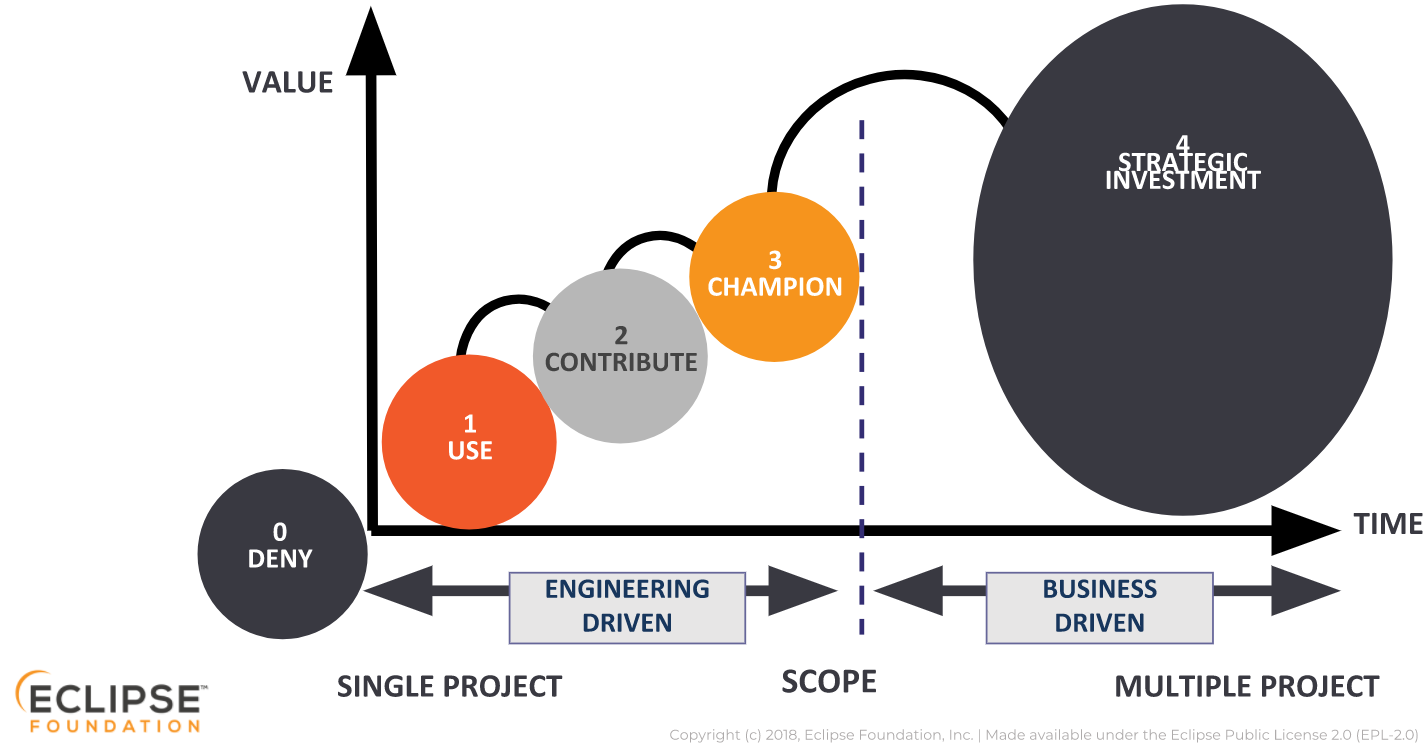 VALUE
4
STRATEGIC
INVESTMENT
3
CHAMPION
2
CONTRIBUTE
1
USE
0
DENY
TIME
ENGINEERING
DRIVEN
BUSINESS
DRIVEN
SINGLE PROJECT
SCOPE
MULTIPLE PROJECT
ECLIPSE™
FOUNDATION
Copyright (c) 2018, Eclipse Foundation, Inc. | Made available under the Eclipse Public License 2.0 (EPL-2.0)